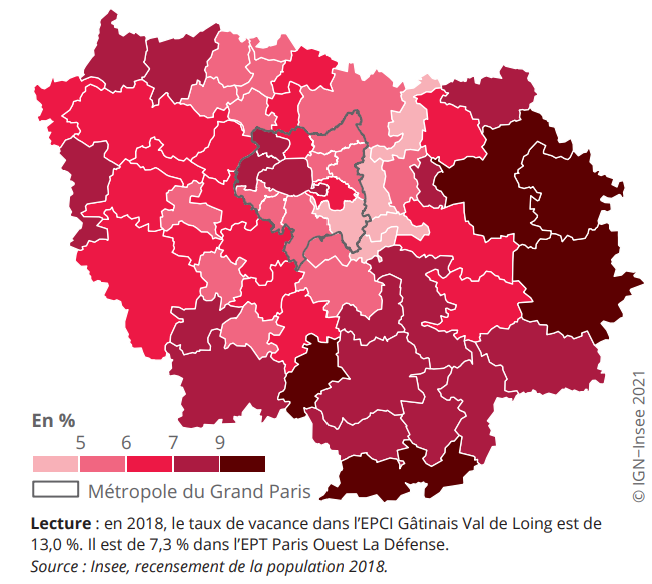 En %
5 6 7 9
Métropole du Grand Paris
© IGN–Insee 2021
Lecture : en 2018, le taux de vacance dans l'EPCI Gâtinais Val de Loing est de
13,0 %. Il est de 7,3 % dans l'EPT Paris Ouest La Défense.
Source : Insee, recensement de la population 2018.